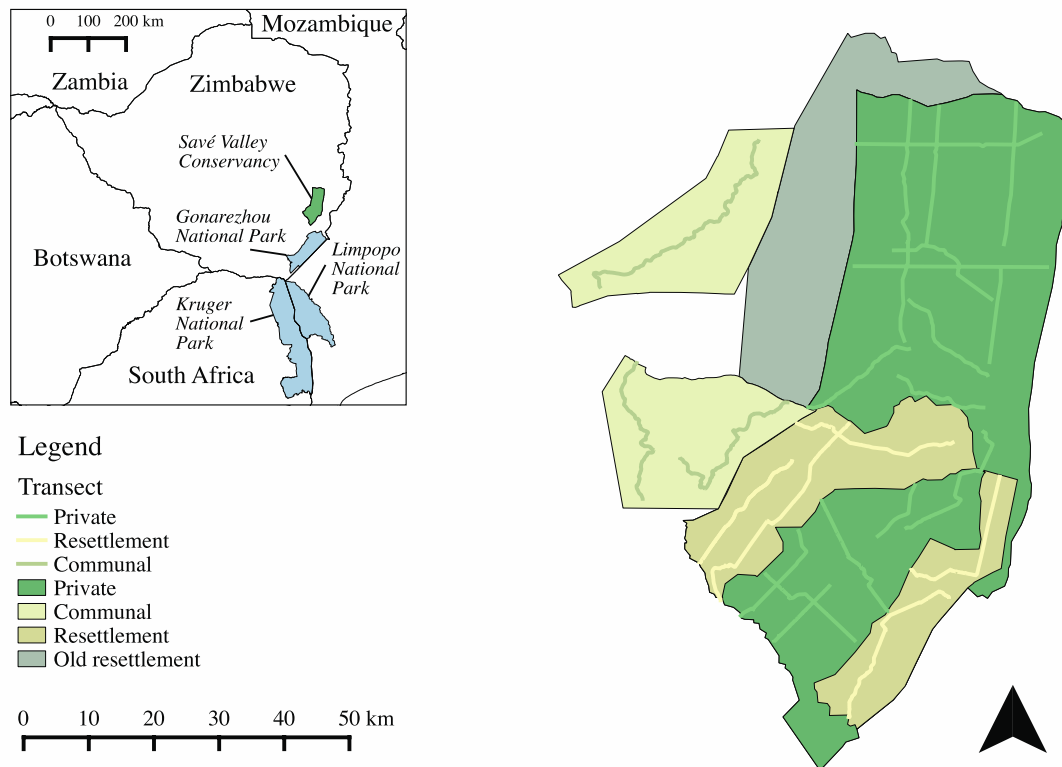 0 100 200 km
Mozambique
Zambia
Zimbabwe
Savé Valley
Conservancy
Gonarezhou
National Park
Limpopo
National
Park
Botswana
Kruger
National
Park
South Africa
Legend
Transect
Private
Resettlement
Communal
Private
Communal
Resettlement
Old resettlement
0 10 20 30 40 50 km